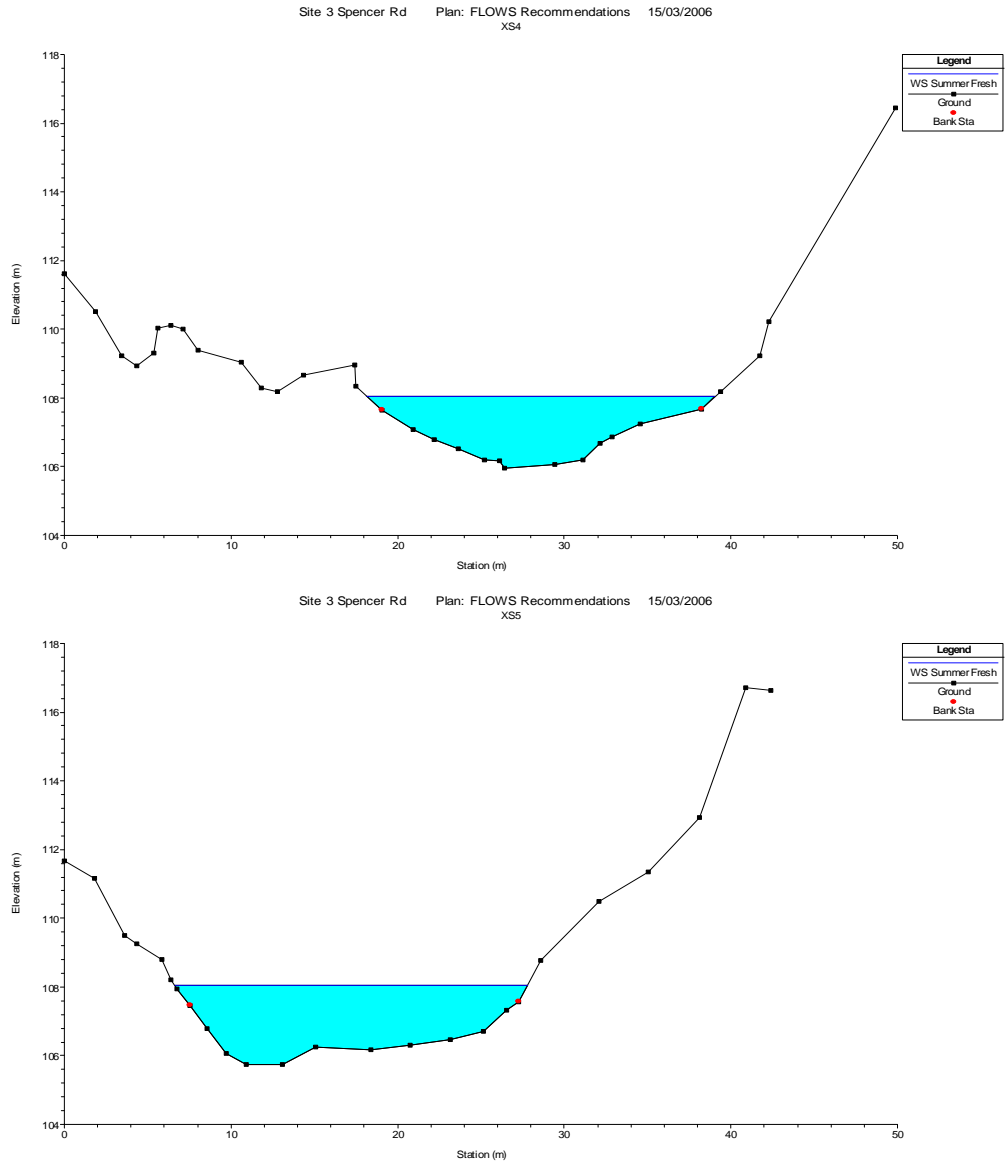 Site 3 Spencer Rd Plan: FLOWS Recommendations 15/03/2006
XS4
Legend
WS Summer Fresh
Ground
Bank Sta
118
116
114
112
110
108
106
104
Elevation (m)
0 10 20 30 40 50
Station (m)
Site 3 Spencer Rd Plan: FLOWS Recommendations 15/03/2006
XS5
Legend
WS Summer Fresh
Ground
Bank Sta
118
116
114
112
110
108
106
104
Elevation (m)
0 10 20 30 40 50
Station (m)